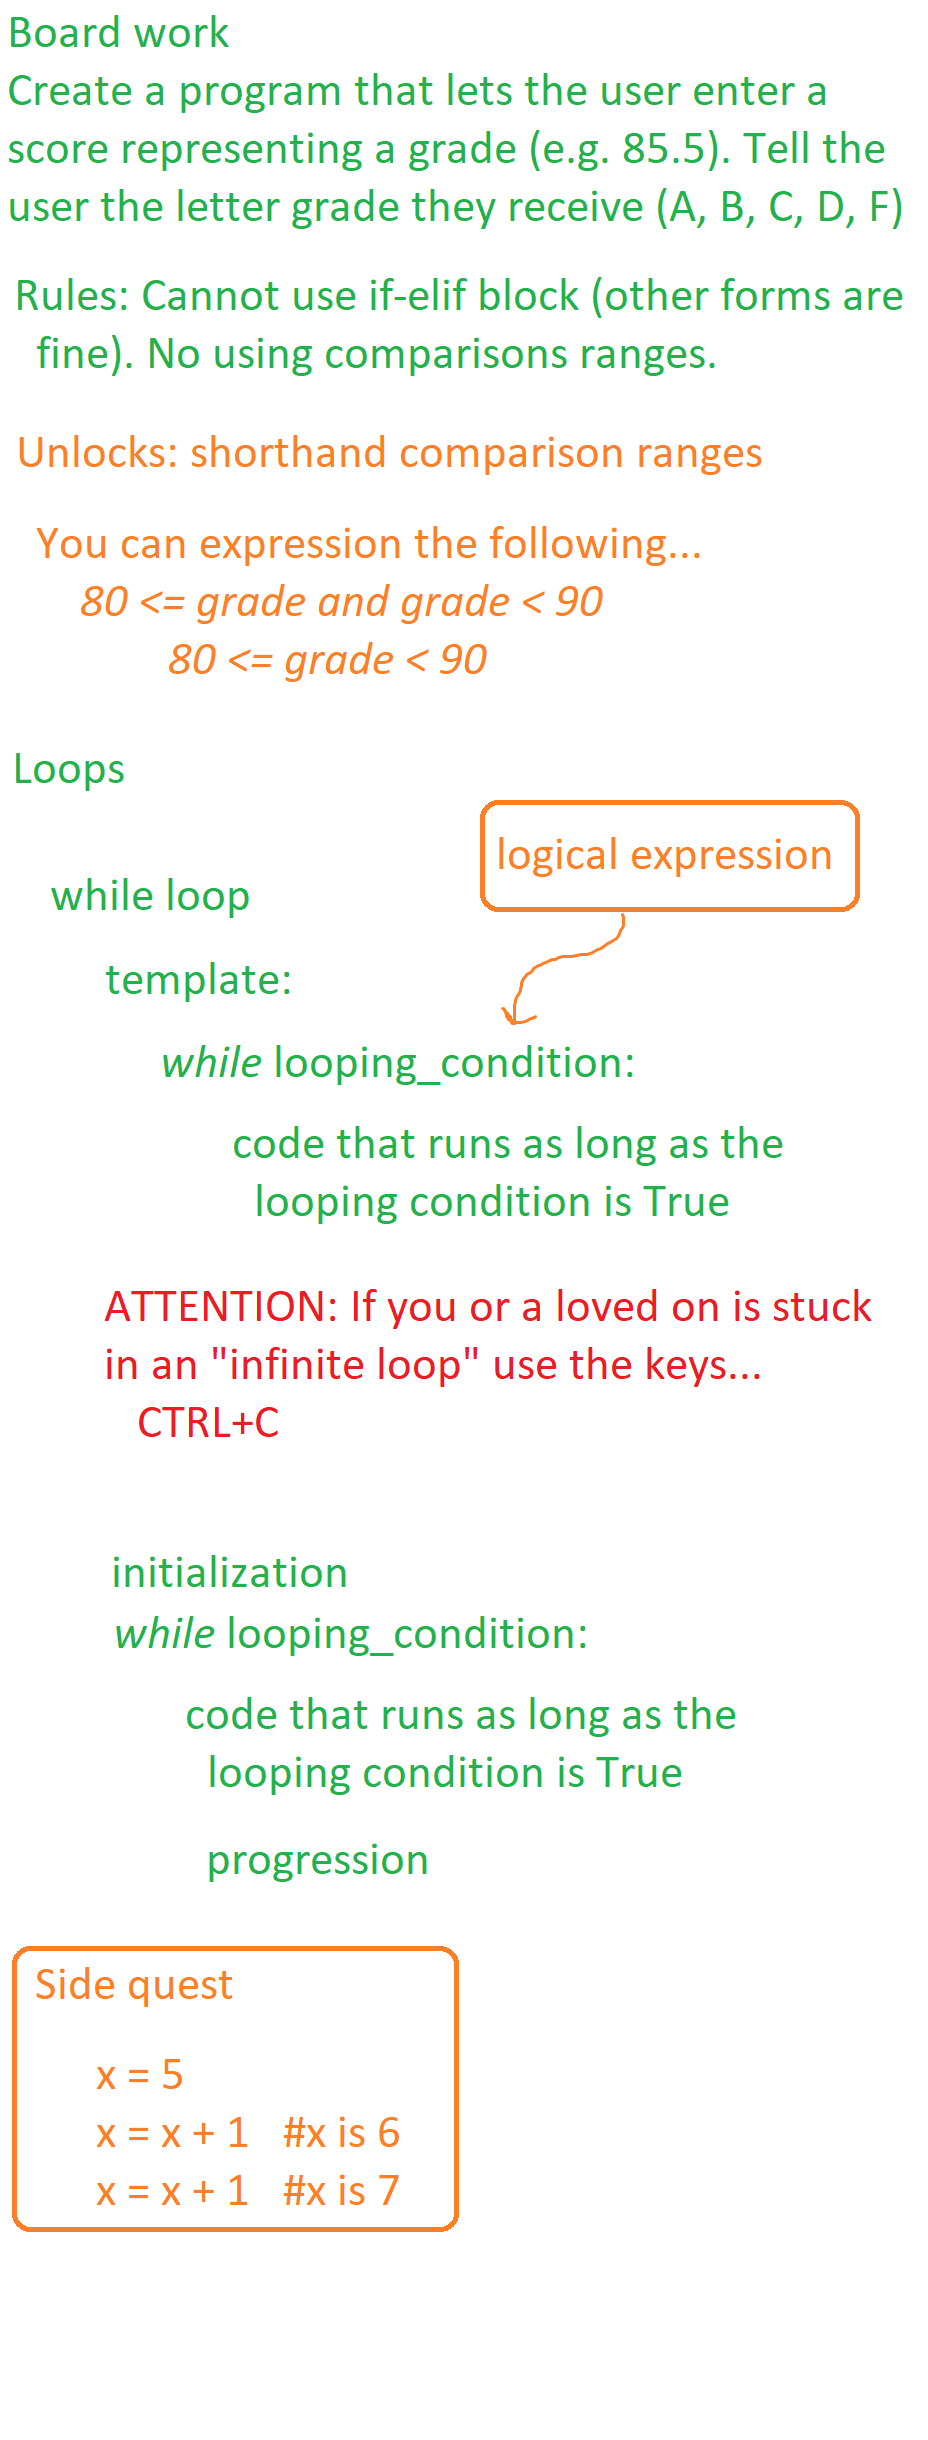 Board work
Create a program that lets the user enter a
score representing a grade (e.g. 85.5). Tell the
user the letter grade they receive (A, B, C, D, F)
Rules: Cannot use if-elif block (other forms are
fine). No using comparisons ranges.
Unlocks: shorthand comparison ranges
You can expression the following...
80 <= grade and grade < 90
80 <= grade < 90
Loops
logical expression
while loop
template:
while looping_condition:
code that runs as long as the
looping condition is True
ATTENTION: If you or a loved on is stuck
in an "infinite loop" use the keys...
CTRL+C
initialization
while looping_condition:
code that runs as long as the
looping condition is True
progression
Side quest
x = 5
x = x + 1 #x is 6
x = x + 1 #x is 7